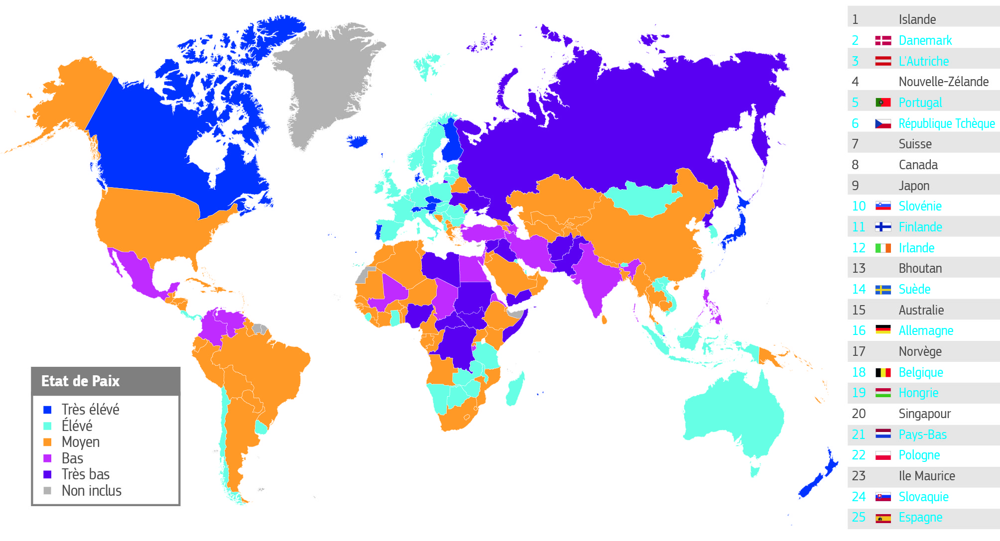 Etat de Paix
Très élévé
Élévé
Moyen
Bas
Très bas
Non inclus
1 Islande
2 Danemark
3 L'Autriche
4 Nouvelle-Zélande
5 Portugal
6 République Tchèque
7 Suisse
8 Canada
9 Japon
10 Slovénie
11 Finlande
12 Irlande
13 Bhoutan
14 Suède
15 Australie
16 Allemagne
17 Norvège
18 Belgique
19 Hongrie
20 Singapour
21 Pays-Bas
22 Pologne
23 Ile Maurice
24 Slovaquie
25 Espagne